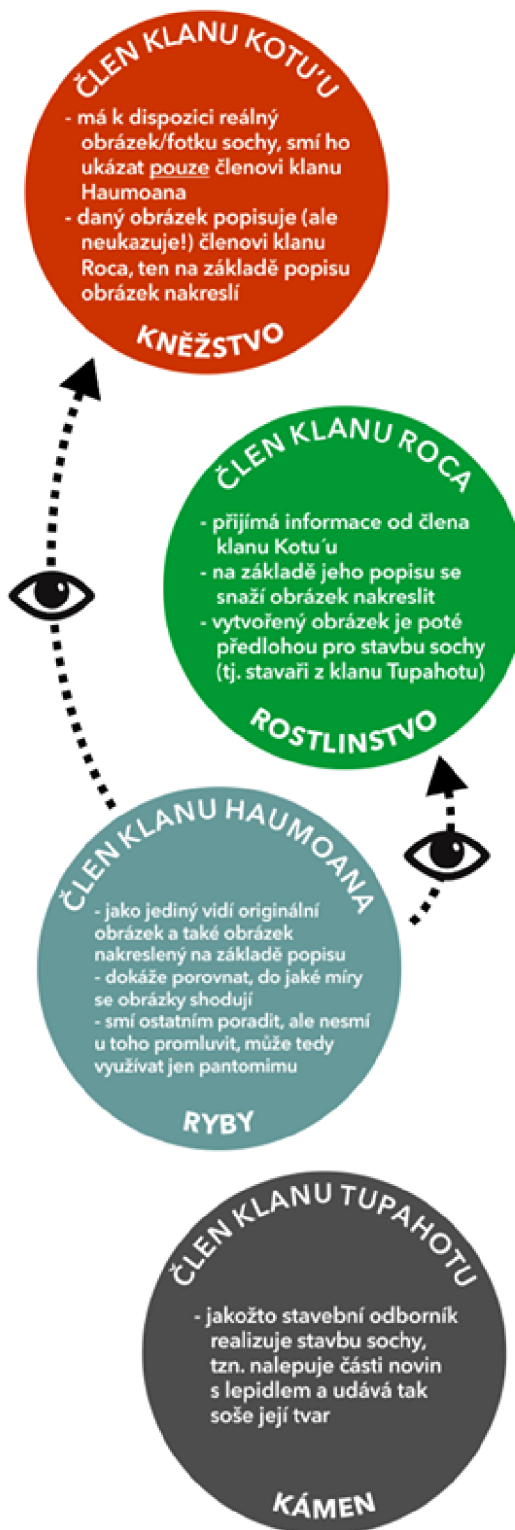 ČLEN KLANU KOTU'U
- má k dispozici reálný
obrázek/fotku sochy, smí ho
ukázat pouze členovi klanu
Haumoana
- daný obrázek popisuje (ale
neukazuje!) členovi klanu
Roca, ten na základě popisu
obrázek nakreslí
KNĚŽSTVO
ČLEN KLANU ROCA
- přijímá informace od člena
klanu Kotu´u
- na základě jeho popisu se
snaží obrázek nakreslit
- vytvořený obrázek je poté
předlohou pro stavbu sochy
(tj. stavaři z klanu Tupahotu)
ROSTLINSTVO
ČLEN KLANU HAUMOANA
- jako jediný vidí originální
obrázek a také obrázek
nakreslený na základě popisu
- dokáže porovnat, do jaké míry
se obrázky shodují
- smí ostatním poradit, ale nesmí
u toho promluvit, může tedy
využívat jen pantomimu
RYBY
ČLEN KLANU TUPAHOTU
- jakožto stavební odborník
realizuje stavbu sochy,
tzn. nalepuje části novin
s lepidlem a udává tak
soše její tvar
KÁMEN